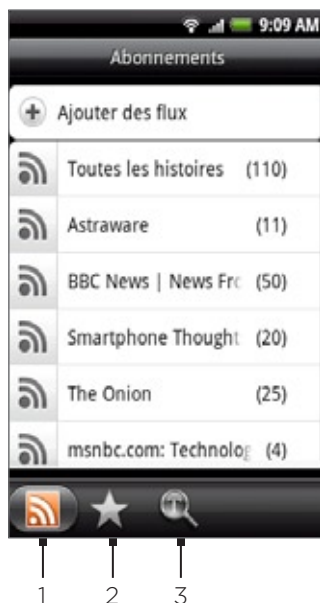 9:09 AM
Abonnements
Ajouter des flux
Toutes les histoires (110)
Astraware (11)
BBC News | News Fro (50)
Smartphone Thought (20)
The Onion (25)
msnbc.com: Technolog (4)
1 2 3